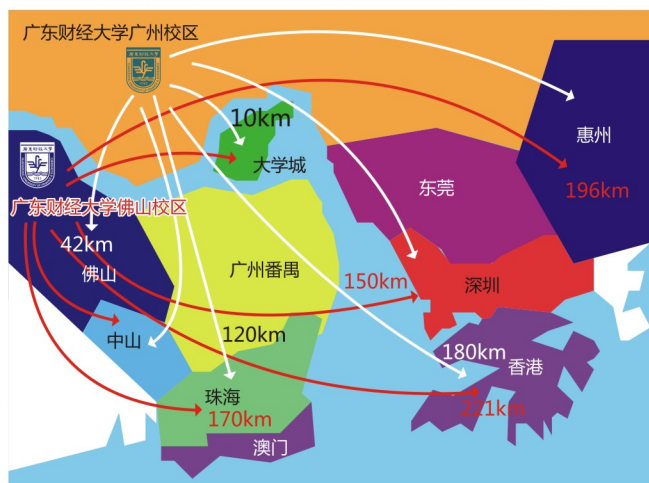 广东财经大学广州校区
10km
大学城
惠州
196km
东莞
广东财经大学佛山校区
42km
佛山
广州番禺
150km
深圳
中山
120km
180km
香港
珠海
170km
221km
澳门